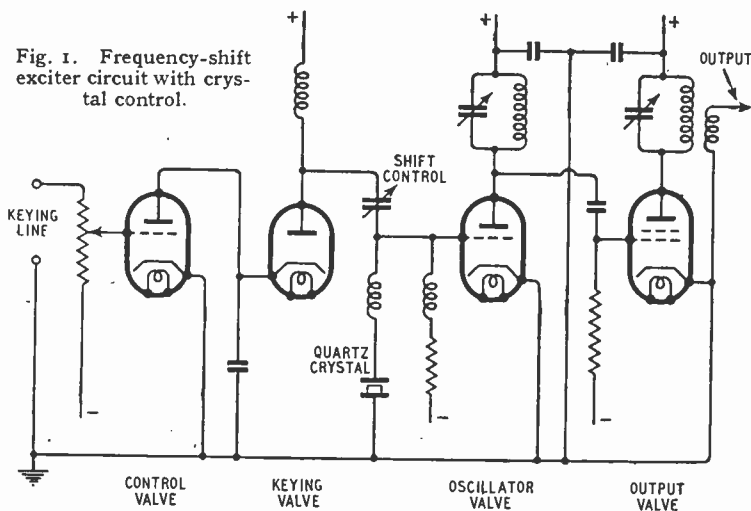 Fig. 1. Frequency-shift
exciter circuit with crys-
tal control.
+
+
+
OUTPUT
SHIFT
CONTROL
KEYING
LINE
QUARTZ
CRYSTAL
−
−
−
CONTROL
VALVE
KEYING
VALVE
OSCILLATOR
VALVE
OUTPUT
VALVE